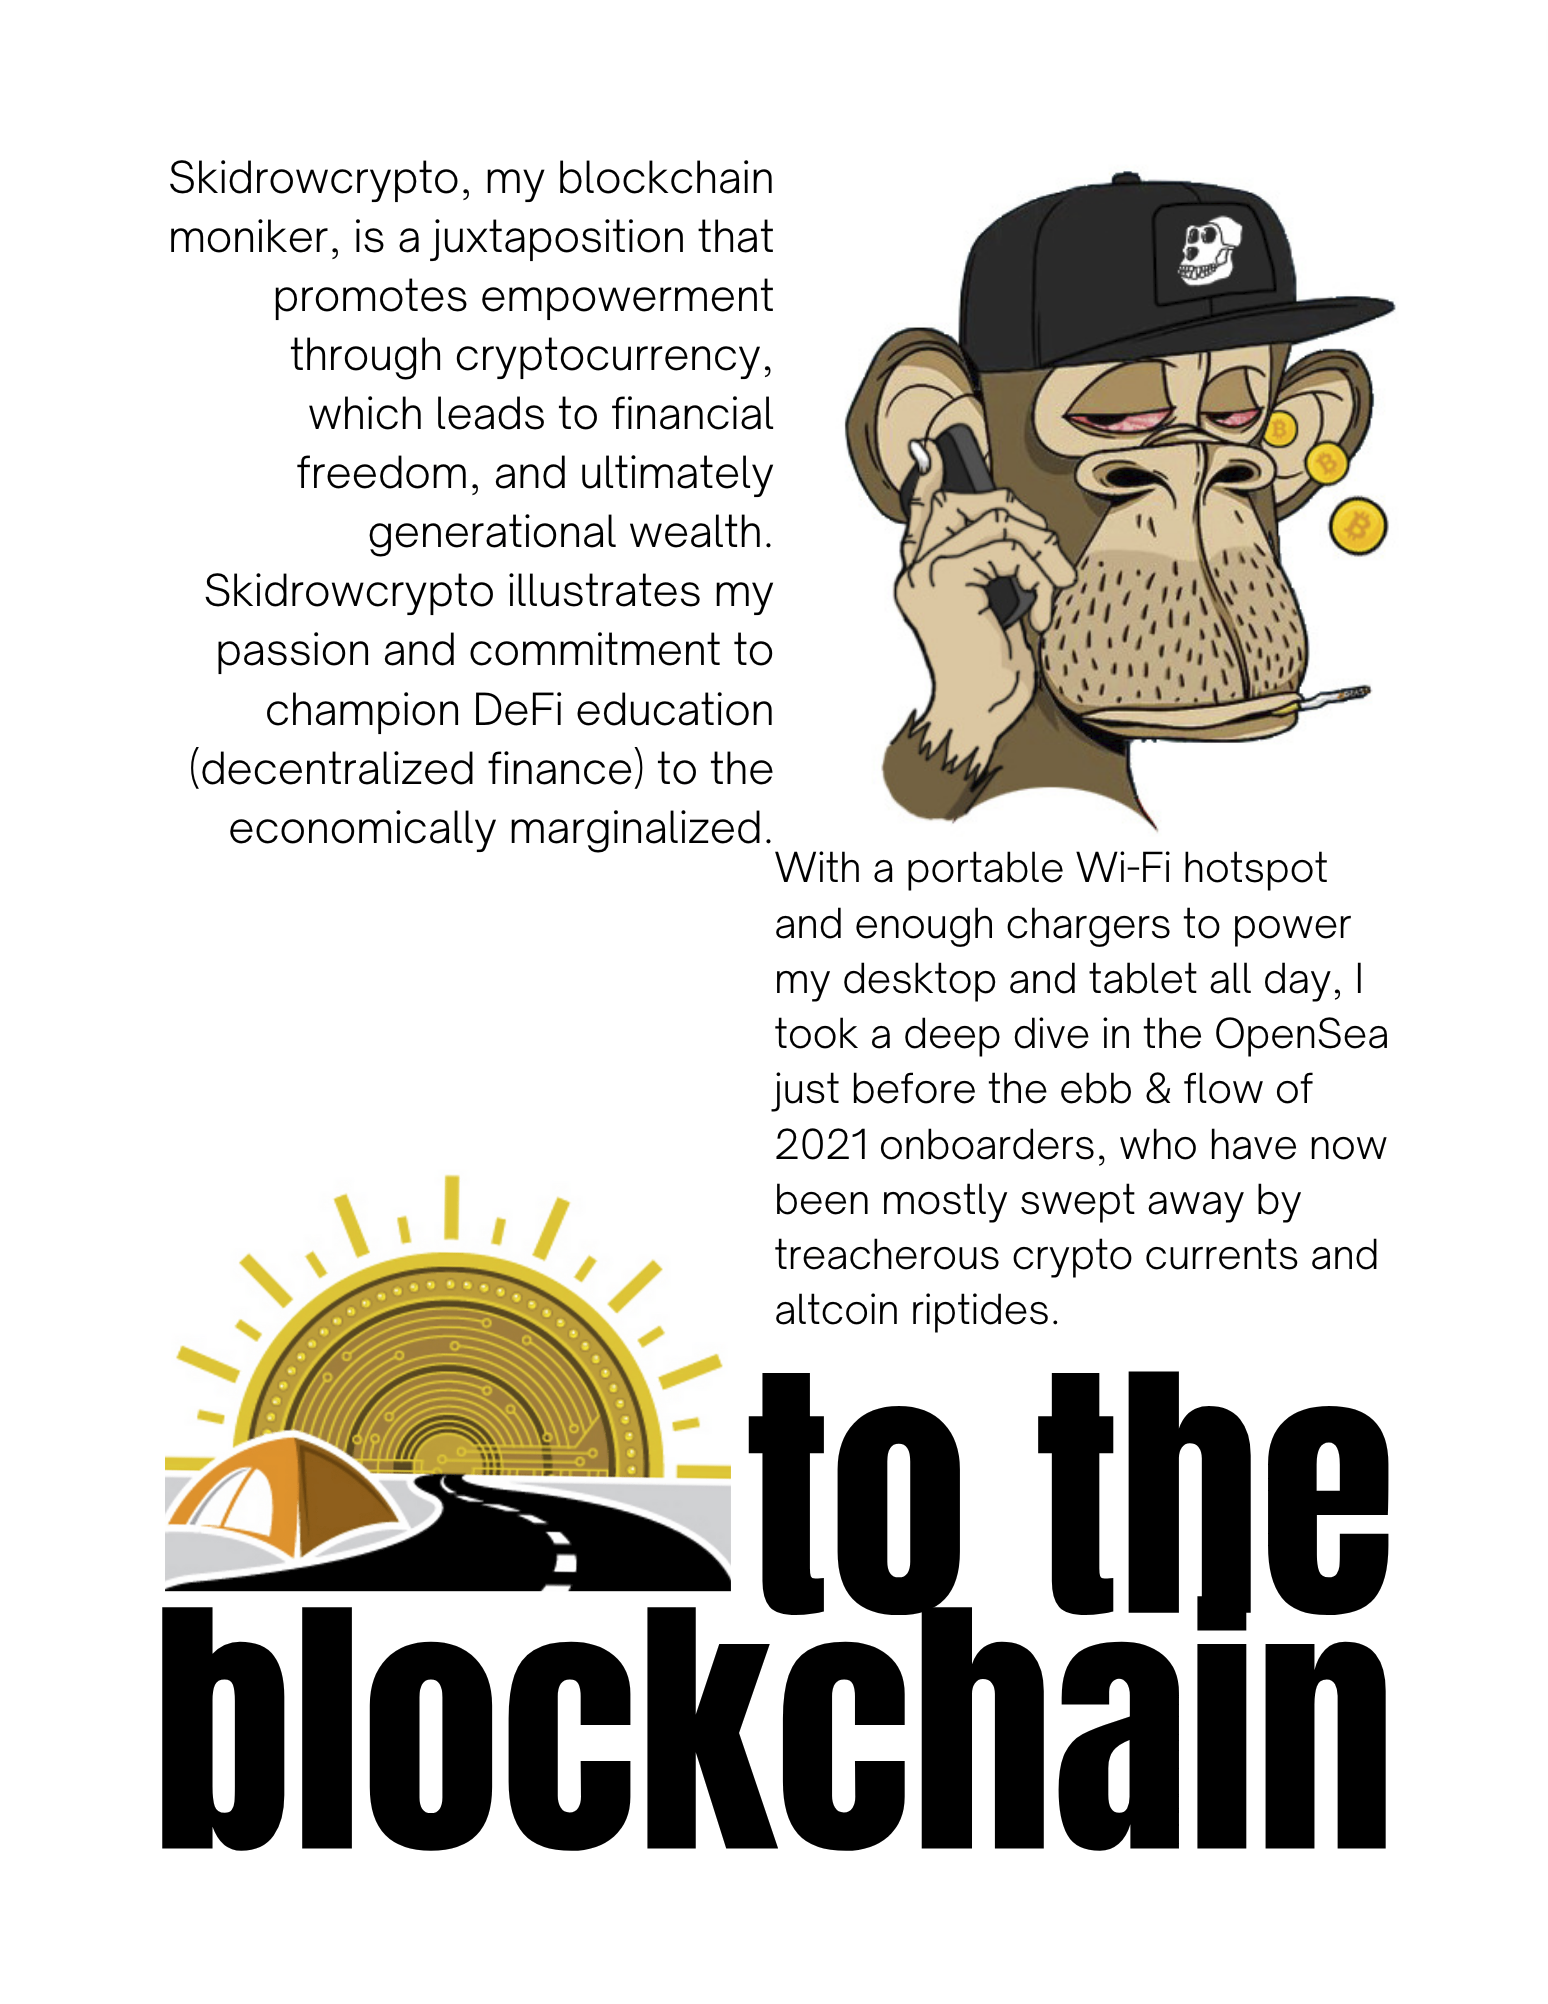 Skidrowcrypto, my blockchain
moniker, is a juxtaposition that
promotes empowerment
through cryptocurrency,
which leads to financial
freedom, and ultimately
generational wealth.
Skidrowcrypto illustrates my
passion and commitment to
champion DeFi education
(decentralized finance) to the
economically marginalized.
With a portable Wi-Fi hotspot
and enough chargers to power
my desktop and tablet all day, I
took a deep dive in the OpenSea
just before the ebb & flow of
2021 onboarders, who have now
been mostly swept away by
treacherous crypto currents and
altcoin riptides.
to the
blockchain